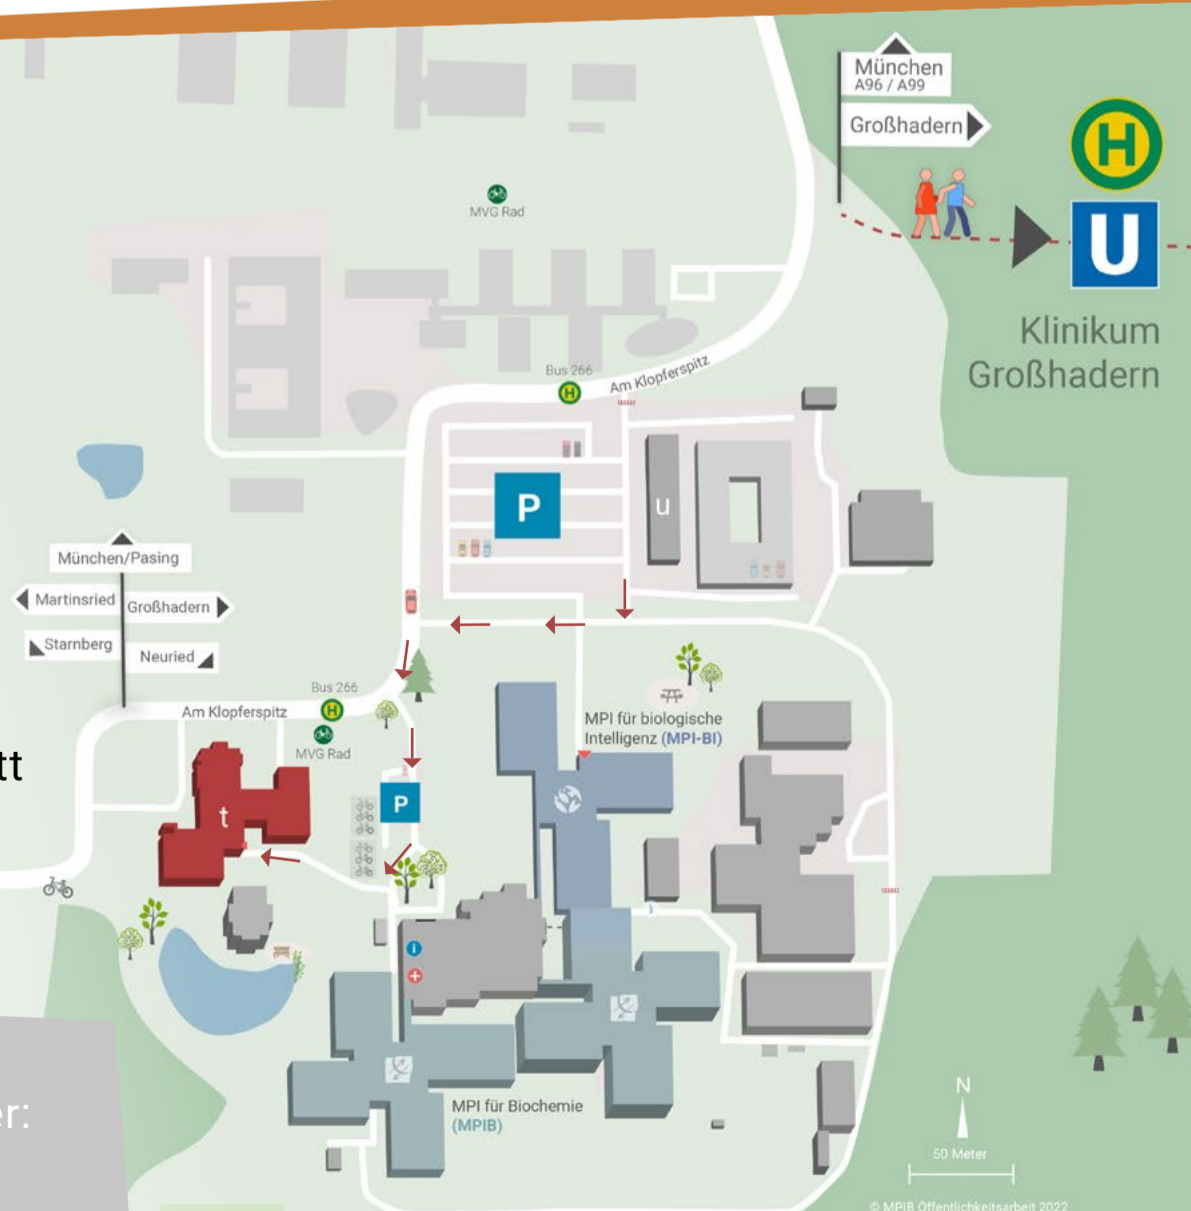 München
A96 / A99
Großhadern
H
U
Klinikum
Großhadern
MVG Rad
Bus 266
H
Am Klopferspitz
P
u
München/Pasing
Martinsried
Großhadern
Starnberg
Neuried
Bus 266
H
Am Klopferspitz
MVG Rad
MPI für biologische
Intelligenz (MPI-BI)
tt
t
P
i
MPI für Biochemie
(MPIB)
er:
N
50 Meter
© MPIB Öffentlichkeitsarbeit 2022